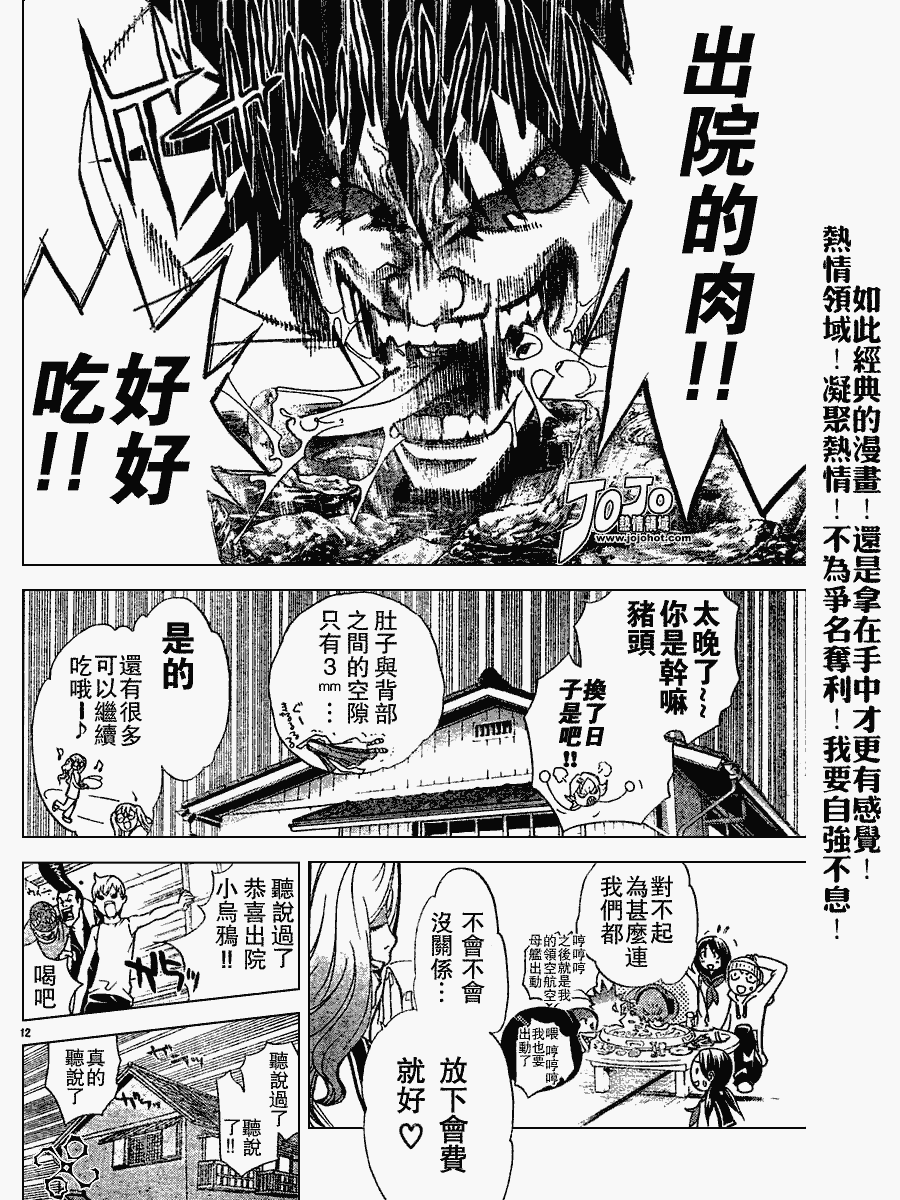 出院的肉!!
好好
吃!!
JOJO
熱情領域
www.jojohot.com
太晚了~~
你是幹嘛
豬頭
換了日
子是吧!!
肚子與背部
之間的空隙
只有3mm…
是的
還有很多
可以繼續
吃哦ー♪
對不起
為甚麼連
我們都
哼哼哼
之後就是我
的領空航空
母艦出動
喂 哼哼哼
我也要
出動了
不會不會
沒關係…
放下會費
就好♡
聽說過了
恭喜出院
小烏鴉!!
喝吧
12
聽說過了
聽說
了!!
真的
聽說了
如此經典的漫畫!還是拿在手中才更有感覺!
熱情領域!凝聚熱情!不為爭名奪利!我要自強不息!